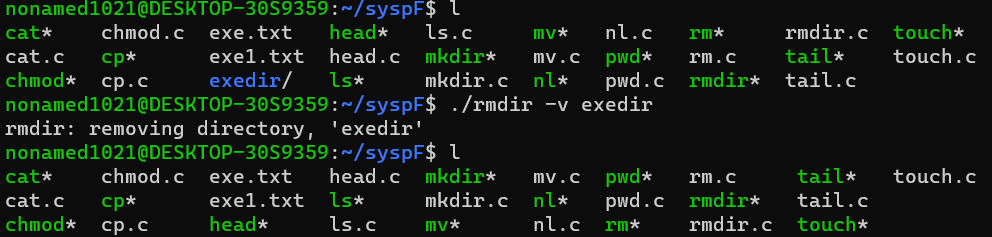 nonamed1021@DESKTOP-30S9359:~/syspF$ l
cat* chmod.c exe.txt head* ls.c mv* nl.c rm* rmdir.c touch*
cat.c cp* exe1.txt head.c mkdir* mv.c pwd* rm.c tail* touch.c
chmod* cp.c exedir/ ls* mkdir.c nl* pwd.c rmdir* tail.c
nonamed1021@DESKTOP-30S9359:~/syspF$ ./rmdir -v exedir
rmdir: removing directory, 'exedir'
nonamed1021@DESKTOP-30S9359:~/syspF$ l
cat* chmod.c exe.txt head.c mkdir* mv.c pwd* rm.c tail* touch.c
cat.c cp* exe1.txt ls* mkdir.c nl* pwd.c rmdir* tail.c
chmod* cp.c head* ls.c mv* nl.c rm* rmdir.c touch*